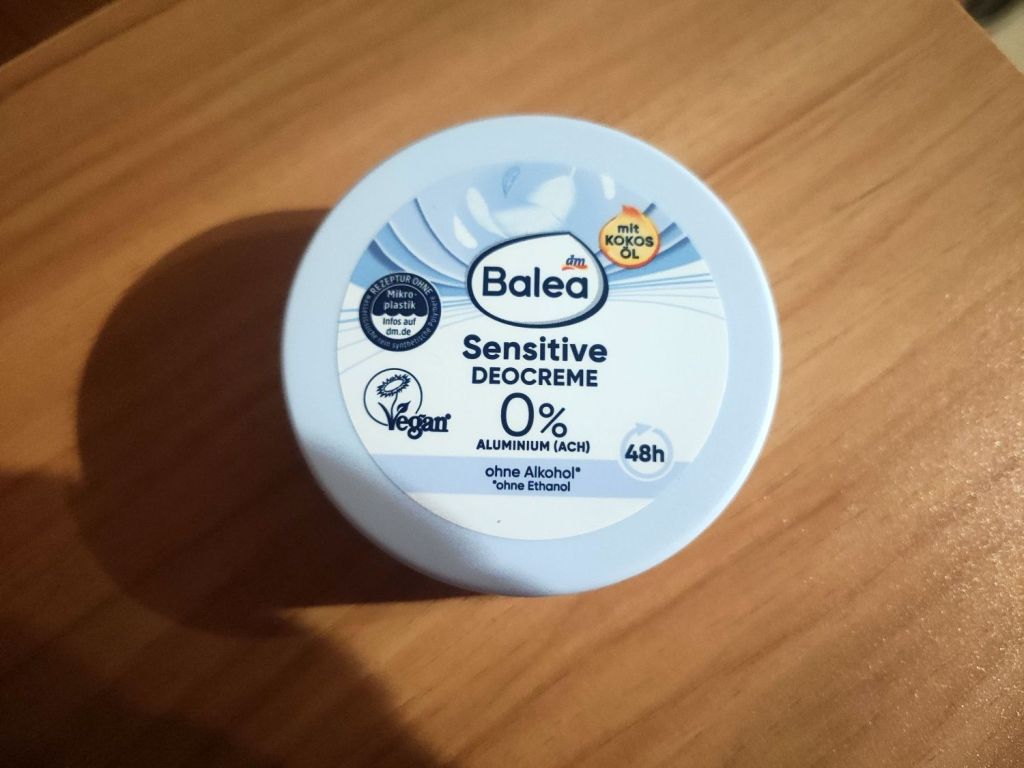 mit
KOKOS
ÖL
dm
Balea
REZEPTUR OHNE
Mikro-
plastik
Infos auf
dm.de
Sensitive
DEOCREME
Vegan
0%
ALUMINIUM (ACH)
48h
ohne Alkohol*
*ohne Ethanol